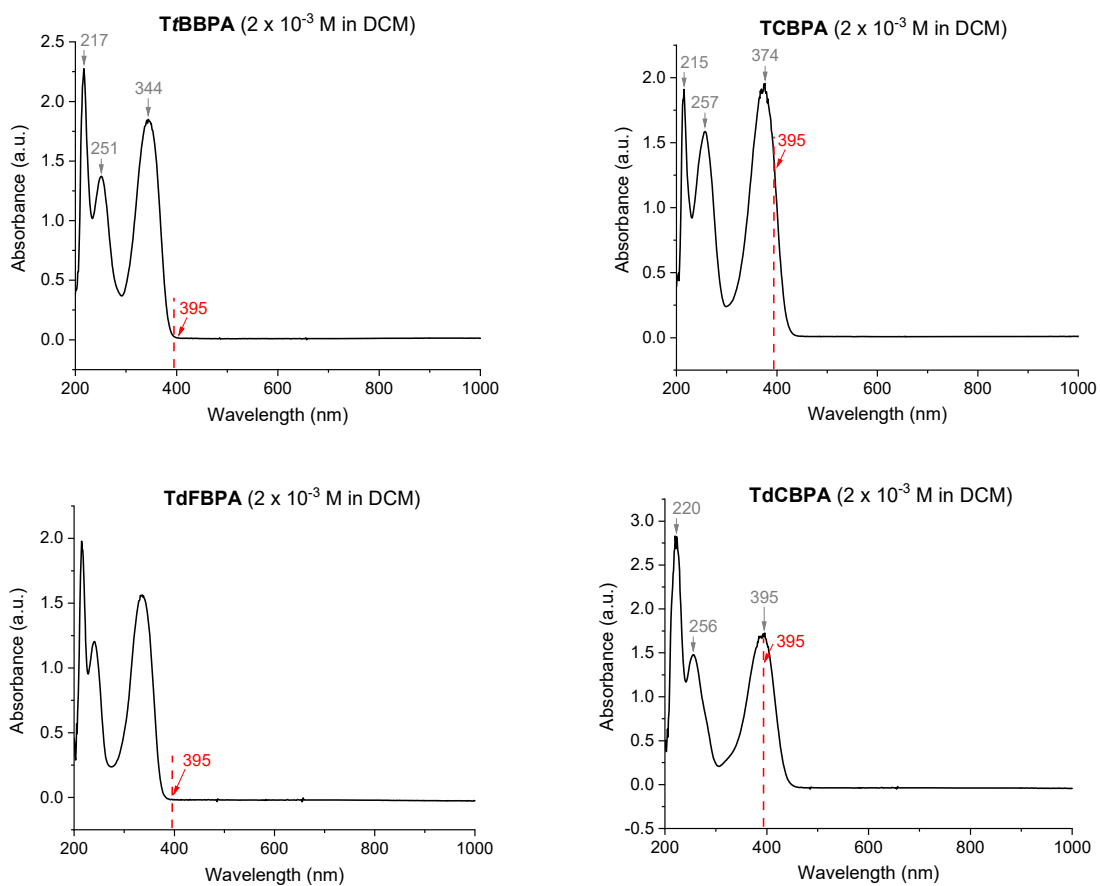 TtBBPA (2 x 10⁻³ M in DCM)
217
344
251
395
2.5
2.0
1.5
1.0
0.5
0.0
Absorbance (a.u.)
200 400 600 800 1000
Wavelength (nm)
TCBPA (2 x 10⁻³ M in DCM)
215
374
257
395
2.0
1.5
1.0
0.5
0.0
Absorbance (a.u.)
200 400 600 800 1000
Wavelength (nm)
TdFBPA (2 x 10⁻³ M in DCM)
395
2.0
1.5
1.0
0.5
0.0
Absorbance (a.u.)
200 400 600 800 1000
Wavelength (nm)
TdCBPA (2 x 10⁻³ M in DCM)
220
256
395
395
3.0
2.5
2.0
1.5
1.0
0.5
0.0
-0.5
Absorbance (a.u.)
200 400 600 800 1000
Wavelength (nm)